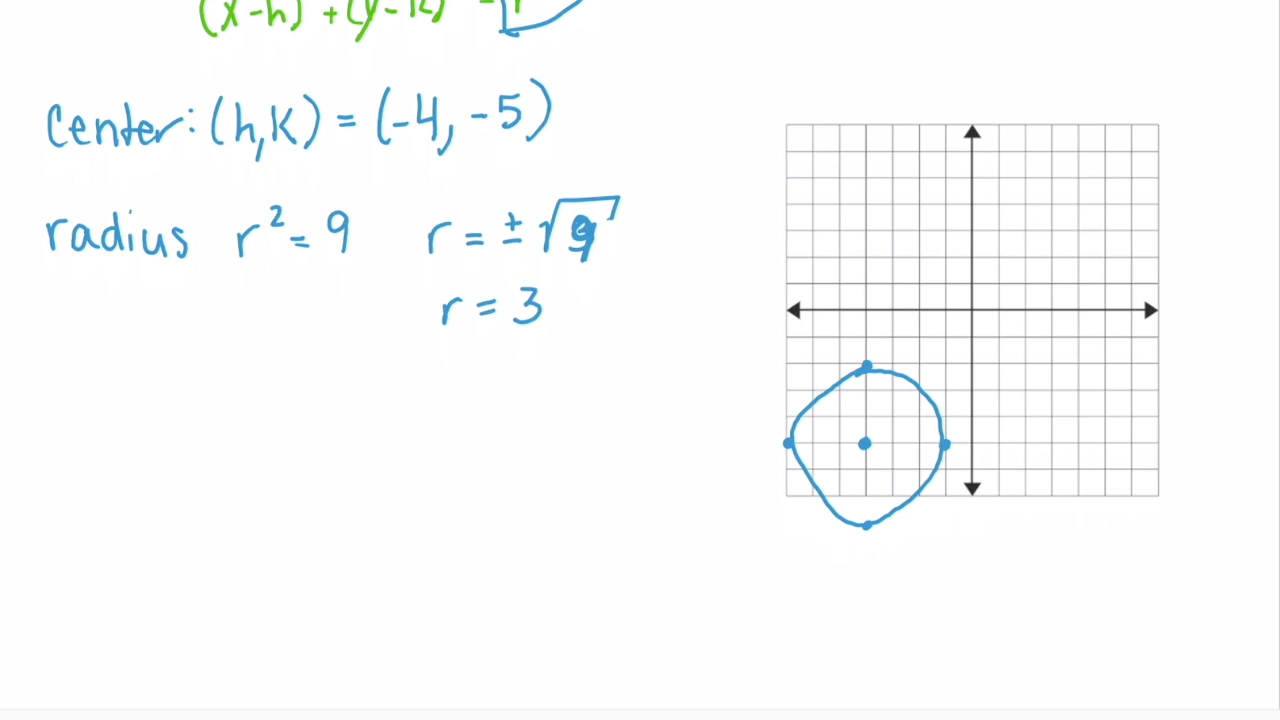 (x-h) + (y-k) = r
center: (h,k) = (-4, -5)
radius r² = 9 r = ±√9
r = 3